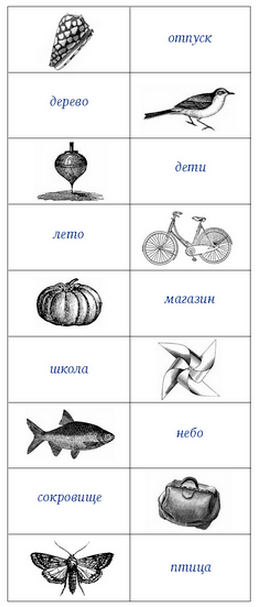 отпуск
дерево
дети
лето
магазин
школа
небо
сокровище
птица